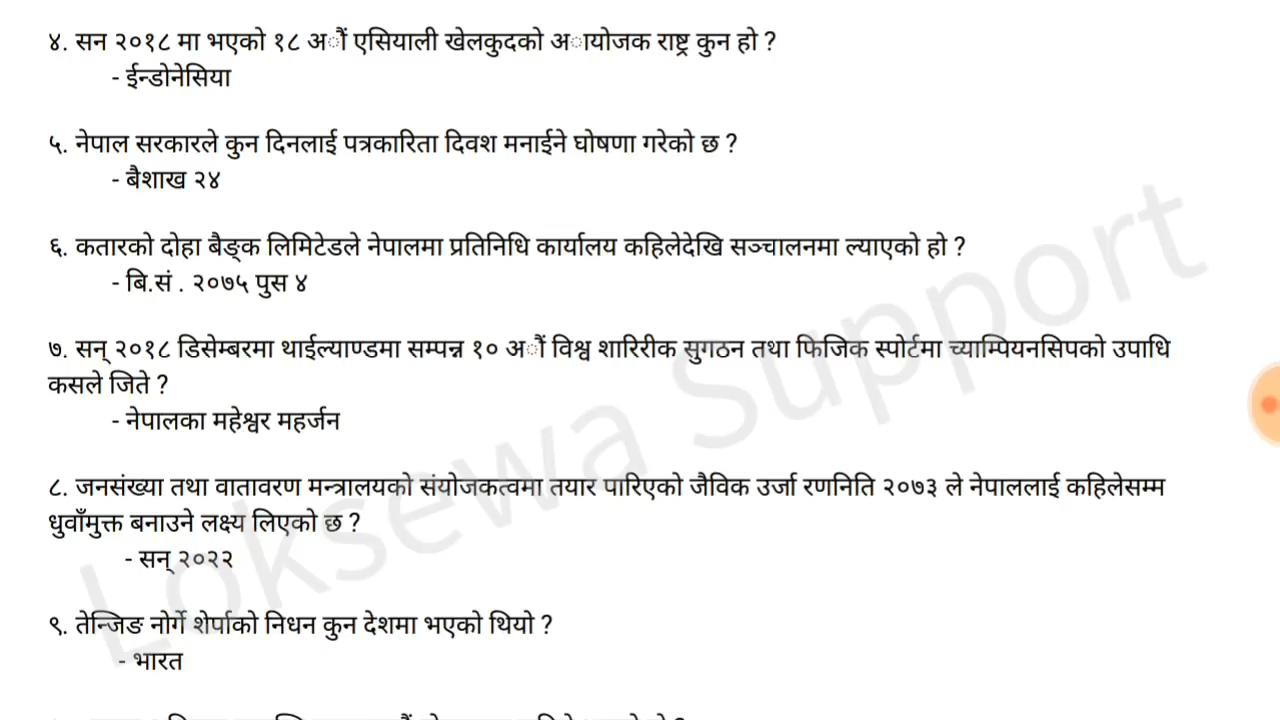 ४. सन २०१८ मा भएको १८ अौं एसियाली खेलकुदको अायोजक राष्ट्र कुन हो ?
- ईन्डोनेसिया
५. नेपाल सरकारले कुन दिनलाई पत्रकारिता दिवश मनाईने घोषणा गरेको छ ?
- बैशाख २४
६. कतारको दोहा बैङ्क लिमिटेडले नेपालमा प्रतिनिधि कार्यालय कहिलेदेखि सञ्चालनमा ल्याएको हो ?
- बि.सं . २०७५ पुस ४
७. सन् २०१८ डिसेम्बरमा थाईल्याण्डमा सम्पन्न १० अौं विश्व शारिरीक सुगठन तथा फिजिक स्पोर्टमा च्याम्पियनसिपको उपाधि
कसले जिते ?
- नेपालका महेश्वर महर्जन
८. जनसंख्या तथा वातावरण मन्त्रालयको संयोजकत्वमा तयार पारिएको जैविक उर्जा रणनिति २०७३ ले नेपाललाई कहिलेसम्म
धुवाँमुक्त बनाउने लक्ष्य लिएको छ ?
- सन् २०२२
९. तेन्जिङ नोर्गे शेर्पाको निधन कुन देशमा भएको थियो ?
- भारत
Loksewa Support